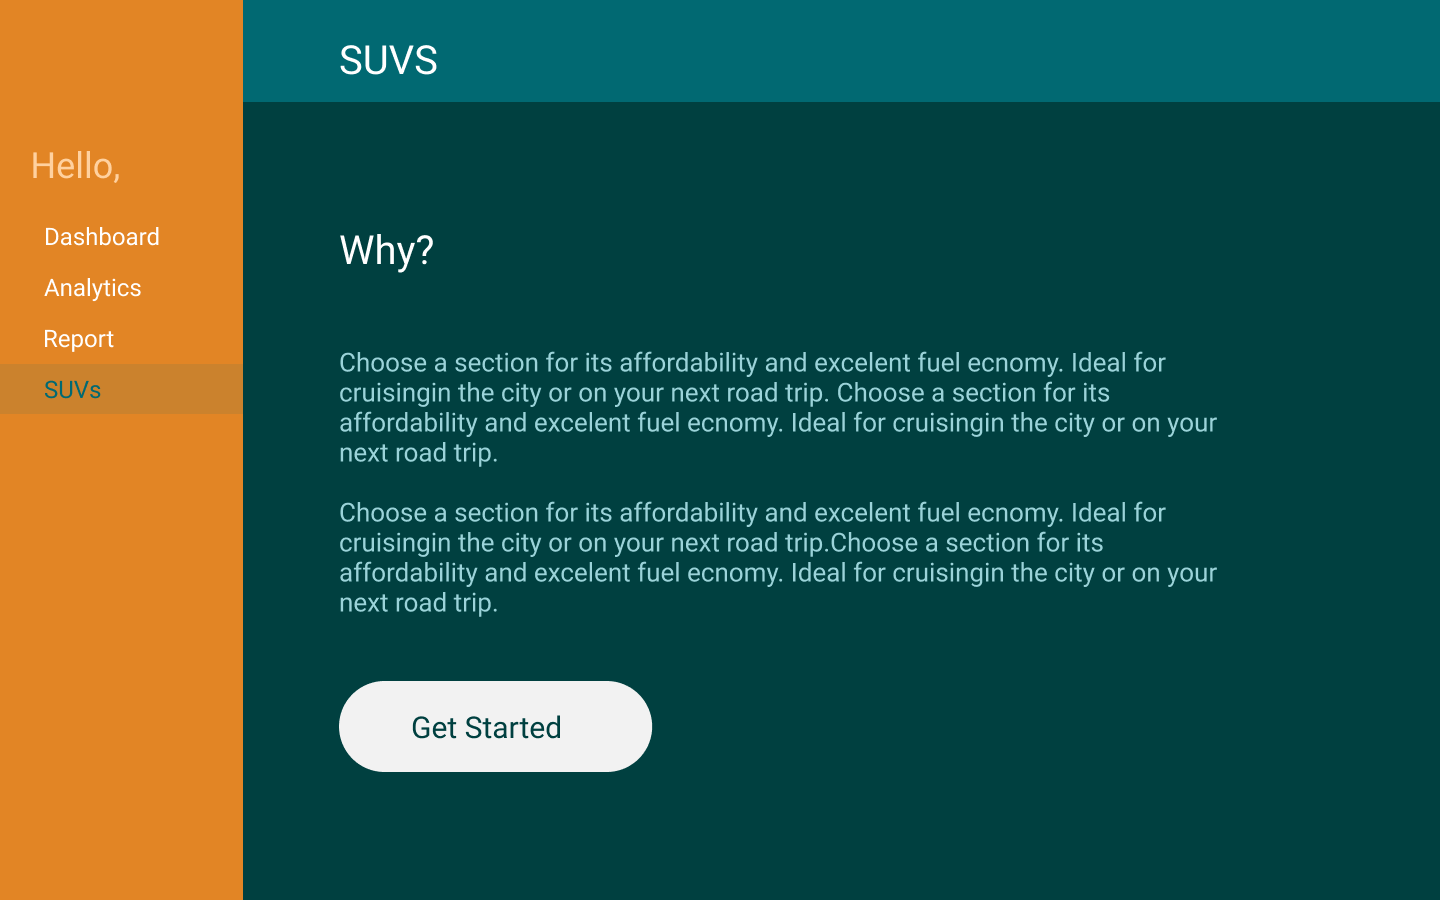 SUVS
Hello,
Dashboard
Analytics
Report
SUVs
Why?
Choose a section for its affordability and excelent fuel ecnomy. Ideal for
cruisingin the city or on your next road trip. Choose a section for its
affordability and excelent fuel ecnomy. Ideal for cruisingin the city or on your
next road trip.
Choose a section for its affordability and excelent fuel ecnomy. Ideal for
cruisingin the city or on your next road trip.Choose a section for its
affordability and excelent fuel ecnomy. Ideal for cruisingin the city or on your
next road trip.
Get Started